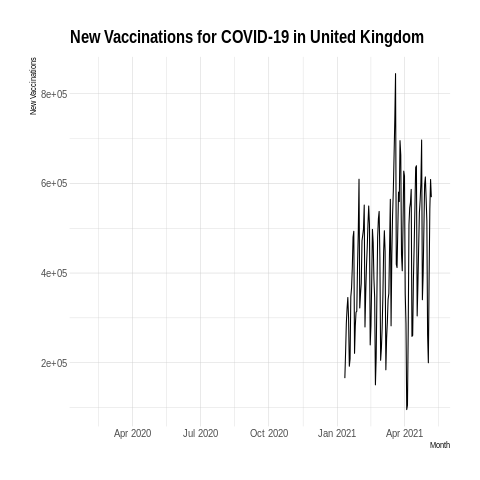 New Vaccinations for COVID-19 in United Kingdom
New Vaccinations
8e+05
6e+05
4e+05
2e+05
Apr 2020 Jul 2020 Oct 2020 Jan 2021 Apr 2021
Month